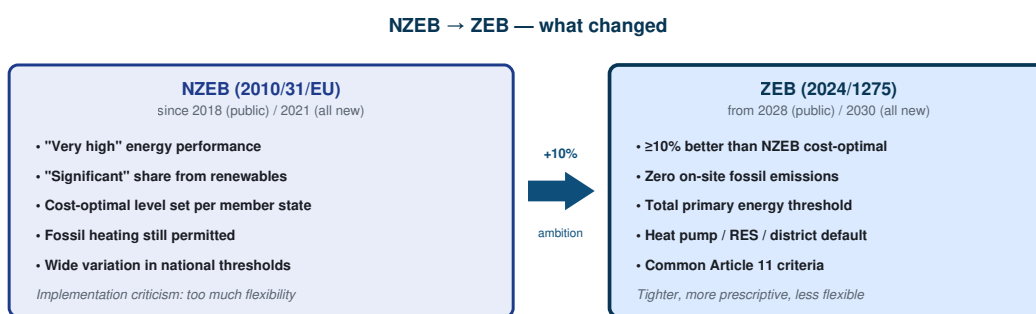 NZEB → ZEB — what changed
NZEB (2010/31/EU)
since 2018 (public) / 2021 (all new)
• "Very high" energy performance
• "Significant" share from renewables
• Cost-optimal level set per member state
• Fossil heating still permitted
• Wide variation in national thresholds
Implementation criticism: too much flexibility
+10%
ambition
ZEB (2024/1275)
from 2028 (public) / 2030 (all new)
• ≥10% better than NZEB cost-optimal
• Zero on-site fossil emissions
• Total primary energy threshold
• Heat pump / RES / district default
• Common Article 11 criteria
Tighter, more prescriptive, less flexible